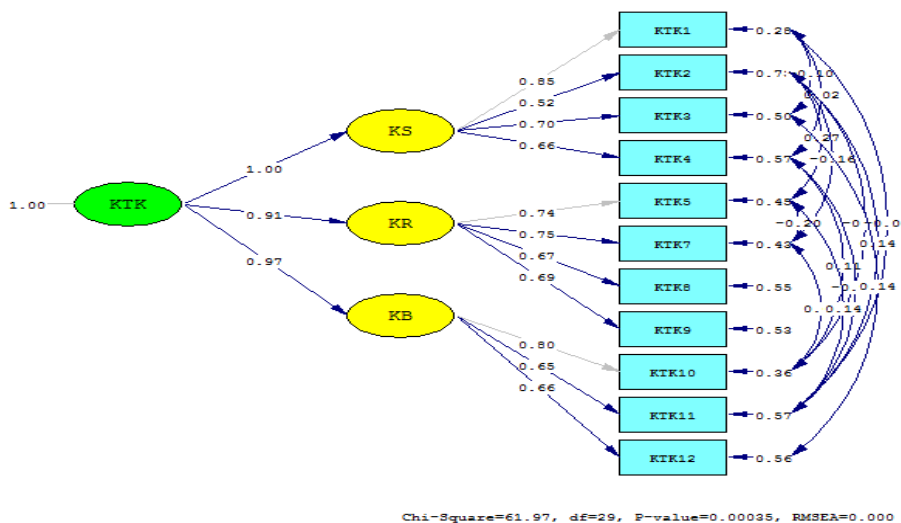 KTK1
0.28
KTK2
0.10
KTK3
0.50
0.02
KTK4
0.57
0.27
-0.16
KTK5
0.45
-0.20
KTK7
0.43
0.14
0.11
KTK8
0.55
0.14
KTK9
0.53
0.14
KTK10
0.36
KTK11
0.57
KTK12
0.56
0.85
0.52
0.70
0.66
KS
1.00
0.74
0.75
0.67
0.69
KR
0.91
0.80
0.65
0.66
KB
0.97
1.00
KTK
Chi-Square=61.97, df=29, P-value=0.00035, RMSEA=0.000